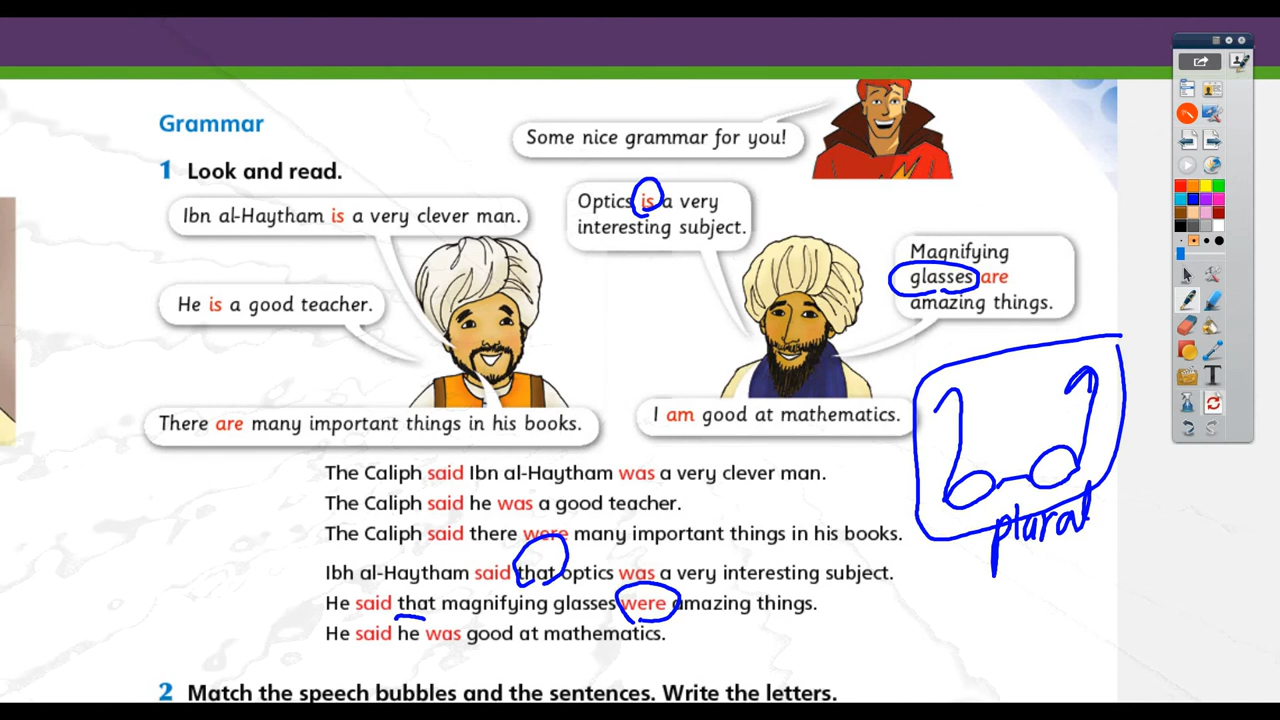 Grammar
Some nice grammar for you!
1 Look and read.
Ibn al-Haytham is a very clever man.
Optics is a very
interesting subject.
Magnifying
glasses are
amazing things.
He is a good teacher.
There are many important things in his books.
I am good at mathematics.
The Caliph said Ibn al-Haytham was a very clever man.
The Caliph said he was a good teacher.
The Caliph said there were many important things in his books.
plural
Ibh al-Haytham said that optics was a very interesting subject.
He said that magnifying glasses were amazing things.
He said he was good at mathematics.
2 Match the speech bubbles and the sentences. Write the letters.
T